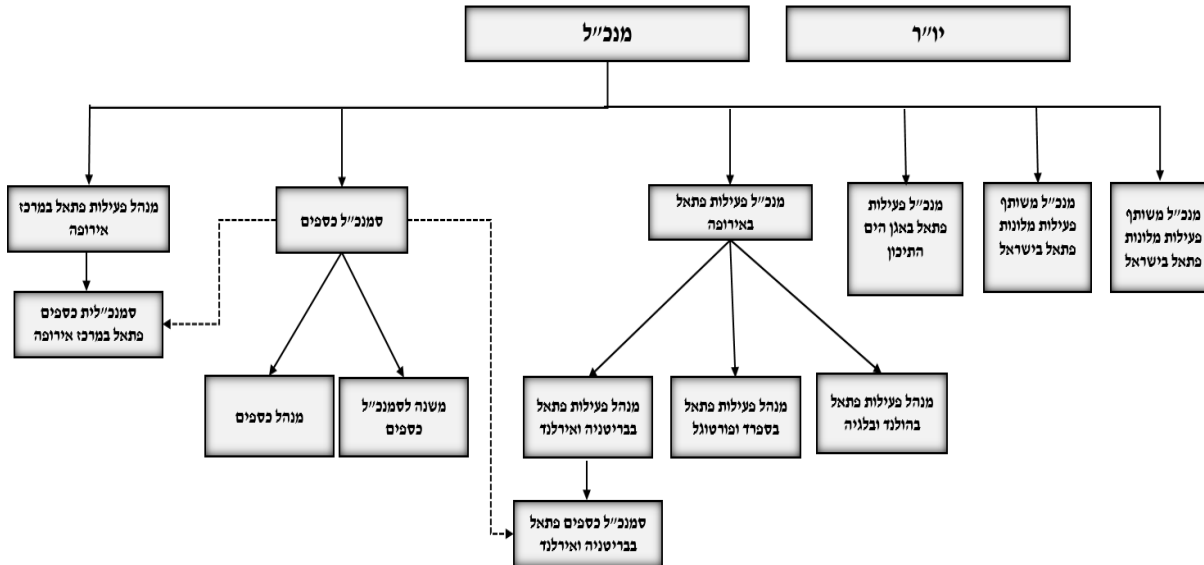 יו"ר
מנכ"ל
מנכ"ל משותף
פעילות מלונות
פתאל בישראל
מנכ"ל משותף
פעילות מלונות
פתאל בישראל
מנכ"ל פעילות
פתאל באגן הים
התיכון
מנכ"ל פעילות פתאל
באירופה
סמנכ"ל כספים
מנהל פעילות פתאל במרכז
אירופה
סמנכ"לית כספים
פתאל במרכז אירופה
מנהל פעילות פתאל
בהולנד ובלגיה
מנהל פעילות פתאל
בספרד ופורטוגל
מנהל פעילות פתאל
בבריטניה ואירלנד
משנה לסמנכ"ל
כספים
מנהל כספים
סמנכ"ל כספים פתאל
בבריטניה ואירלנד